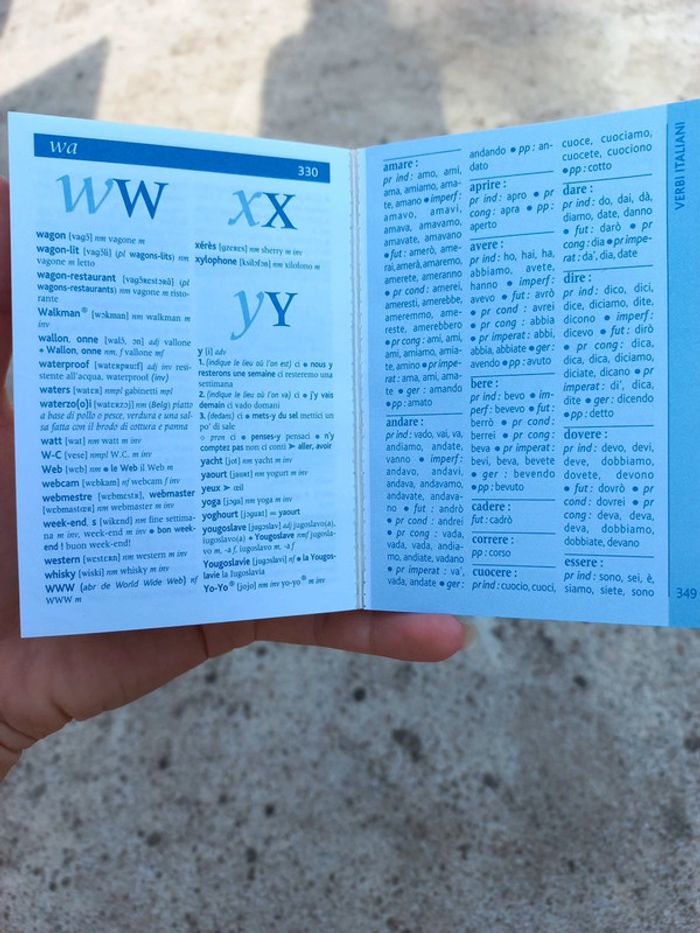 wa
330
wW
wagon [vagɔ̃] nm vagone m
wagon-lit [vagɔ̃li] (pl wagons-lits) nm
vagone m letto
wagon-restaurant [vagɔ̃ʀɛstɔʀɑ̃] (pl
wagons-restaurants) nm vagone m risto-
rante
Walkman® [wɔkman] nm walkman m
inv
wallon, onne [walɔ̃, ɔn] adj vallone
• Wallon, onne nm, f vallone mf
waterproof [watɛʀpʀuf] adj inv resi-
stente all'acqua, waterproof (inv)
waters [watɛʀ] nmpl gabinetti mpl
waterzo(o)i [watɛʀzɔj] nm (Belg) piatto
a base di pollo o pesce, verdura e una sal-
sa fatta con il brodo di cottura e panna
watt [wat] nm watt m inv
W-C [vese] nmpl W.C. m inv
Web [wɛb] nm • le Web il Web m
webcam [wɛbkam] nf webcam f inv
webmestre [wɛbmɛstʀ], webmaster
[wɛbmastœʀ] nm webmaster m inv
week-end, s [wikɛnd] nm fine settima-
na m inv, week-end m inv • bon week-
end ! buon week-end!
western [wɛstɛʀn] nm western m inv
whisky [wiski] nm whisky m inv
WWW (abr de World Wide Web) nf
WWW m
xX
xérès [gzeʀɛs] nm sherry m inv
xylophone [ksilɔfɔn] nm xilofono m
yY
y [i] adv
1. (indique le lieu où l'on est) ci • nous y
resterons une semaine ci resteremo una
settimana
2. (indique le lieu où l'on va) ci • j'y vais
demain ci vado domani
3. (dedans) ci • mets-y du sel mettici un
po' di sale
◇ pron ci • penses-y pensaci • n'y
comptez pas non ci conti ➤ aller, avoir
yacht [jɔt] nm yacht m inv
yaourt [jauʀt] nm yogurt m inv
yeux ➤ œil
yoga [jɔga] nm yoga m inv
yoghourt [jɔguʀt] = yaourt
yougoslave [jugɔslav] adj jugoslavo(a),
iugoslavo(a) • Yougoslave nmf jugosla-
vo m, -a f, iugoslavo m, -a f
Yougoslavie [jugɔslavi] nf • la Yougos-
lavie la Iugoslavia
Yo-Yo® [jojo] nm inv yo-yo® m inv
amare :
pr ind : amo, ami,
ama, amiamo, ama-
te, amano • imperf :
amavo, amavi,
amava, amavamo,
amavate, amavano
• fut : amerò, ame-
rai, amerà, ameremo,
amerete, ameranno
• pr cond : amerei,
ameresti, amerebbe,
ameremmo, ame-
reste, amerebbero
• pr cong : ami, ami,
ami, amiamo, amia-
te, amino • pr impe-
rat : ama, ami, ama-
te • ger : amando
• pp : amato
andare :
pr ind : vado, vai, va,
andiamo, andate,
vanno • imperf :
andavo, andavi,
andava, andavamo,
andavate, andava-
no • fut : andrò
• pr cond : andrei
• pr cong : vada,
vada, vada, andia-
mo, andiate, vadano
• pr imperat : va',
vada, andate • ger :
andando • pp : an-
dato
aprire :
pr ind : apro • pr
cong : apra • pp :
aperto
avere :
pr ind : ho, hai, ha,
abbiamo, avete,
hanno • imperf :
avevo • fut : avrò
• pr cond : avrei
• pr cong : abbia
• pr imperat : abbi,
abbia, abbiate • ger :
avendo • pp : avuto
bere :
pr ind : bevo • im-
perf : bevevo • fut :
berrò • pr cond :
berrei • pr cong :
beva • pr imperat :
bevi, beva, bevete
• ger : bevendo
• pp : bevuto
cadere :
fut : cadrò
correre :
pp : corso
cuocere :
pr ind : cuocio, cuoci,
cuoce, cuociamo,
cuocete, cuociono
• pp : cotto
dare :
pr ind : do, dai, dà,
diamo, date, danno
• fut : darò • pr
cong : dia • pr impe-
rat : da', dia, date
dire :
pr ind : dico, dici,
dice, diciamo, dite,
dicono • imperf :
dicevo • fut : dirò
• pr cong : dica,
dica, dica, diciamo,
diciate, dicano • pr
imperat : di', dica,
dite • ger : dicendo
• pp : detto
dovere :
pr ind : devo, devi,
deve, dobbiamo,
dovete, devono
• fut : dovrò • pr
cond : dovrei • pr
cong : deva, deva,
deva, dobbiamo,
dobbiate, devano
essere :
pr ind : sono, sei, è,
siamo, siete, sono
VERBI ITALIANI
349